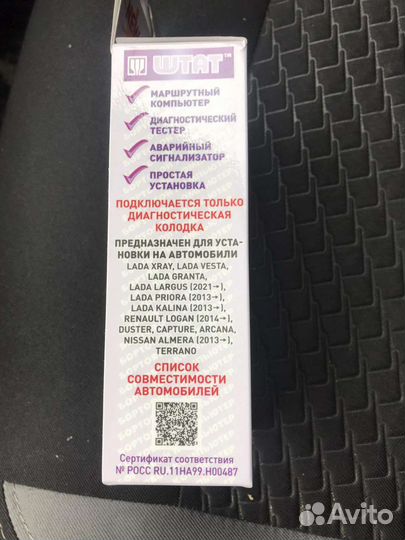 ШТАТ™
МАРШРУТНЫЙ
КОМПЬЮТЕР
ДИАГНОСТИЧЕСКИЙ
ТЕСТЕР
АВАРИЙНЫЙ
СИГНАЛИЗАТОР
ПРОСТАЯ
УСТАНОВКА
ПОДКЛЮЧАЕТСЯ ТОЛЬКО
ДИАГНОСТИЧЕСКАЯ
КОЛОДКА
ПРЕДНАЗНАЧЕН ДЛЯ УСТА-
НОВКИ НА АВТОМОБИЛИ
LADA XRAY, LADA VESTA,
LADA GRANTA,
LADA LARGUS (2021→),
LADA PRIORA (2013→),
LADA KALINA (2013→),
RENAULT LOGAN (2014→),
DUSTER, CAPTURE, ARCANA,
NISSAN ALMERA (2013→),
TERRANO
СПИСОК
СОВМЕСТИМОСТИ
АВТОМОБИЛЕЙ
Сертификат соответствия
№ РОСС RU.11НА99.Н00487
Avito